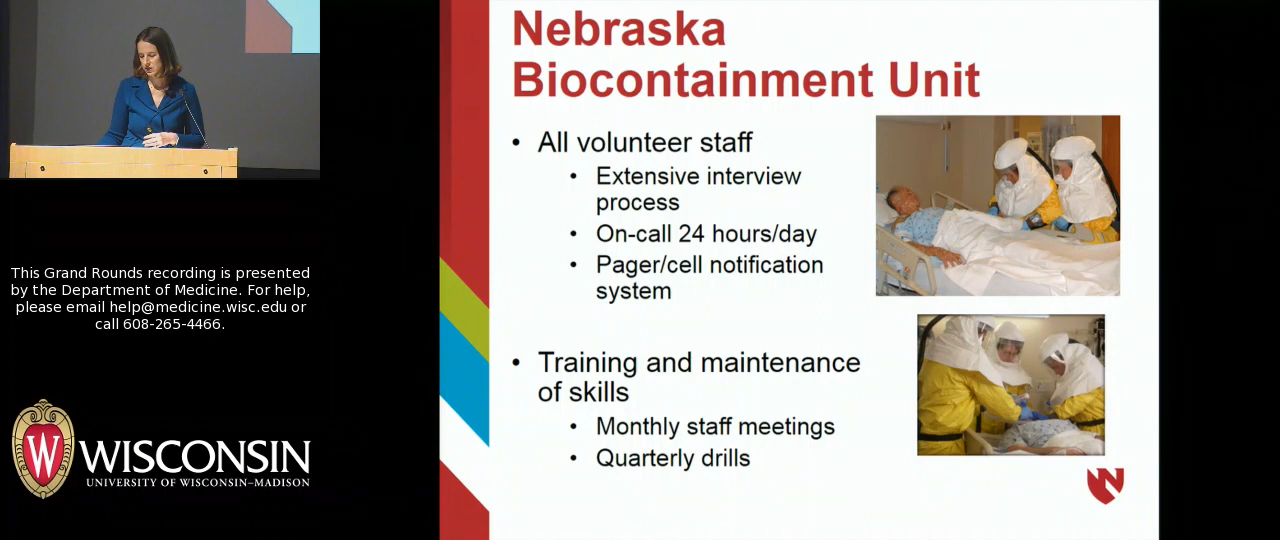 Nebraska
Biocontainment Unit
• All volunteer staff
• Extensive interview
process
• On-call 24 hours/day
• Pager/cell notification
system
• Training and maintenance
of skills
• Monthly staff meetings
• Quarterly drills
This Grand Rounds recording is presented
by the Department of Medicine. For help,
please email help@medicine.wisc.edu or
call 608-265-4466.
W
WISCONSIN
UNIVERSITY OF WISCONSIN–MADISON
N